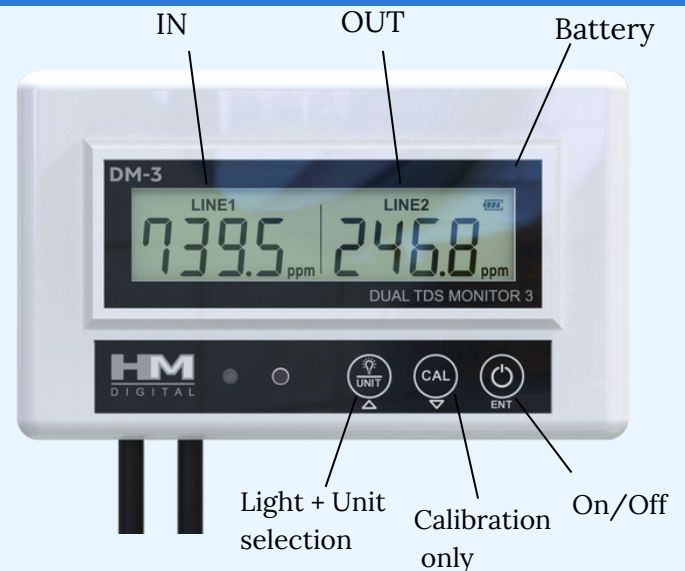 IN OUT Battery
DM-3
LINE1 LINE2
739.5 ppm 246.8 ppm
DUAL TDS MONITOR 3
HM
DIGITAL
UNIT CAL
ENT
Light + Unit
selection
Calibration
only
On/Off